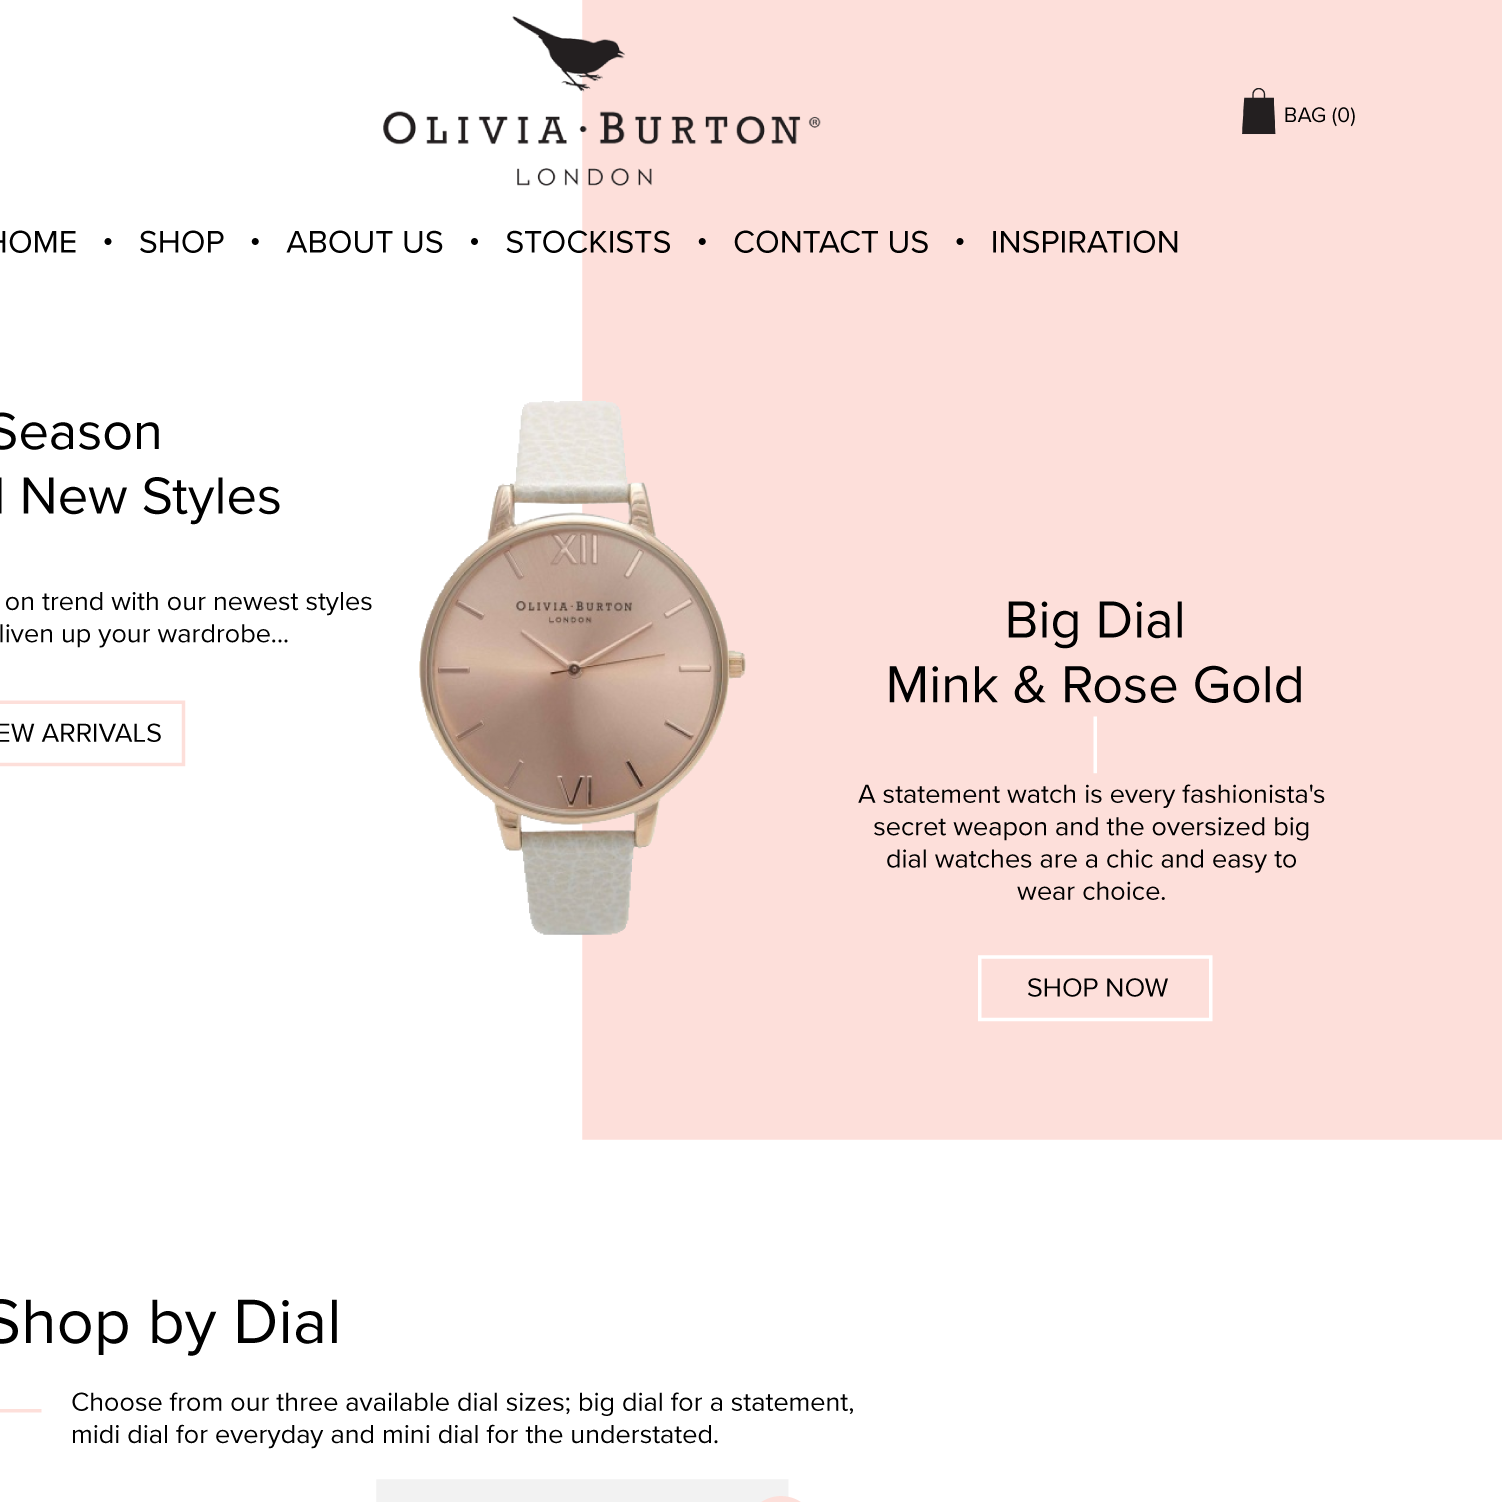 OLIVIA·BURTON®
LONDON
BAG (0)
HOME • SHOP • ABOUT US • STOCKISTS • CONTACT US • INSPIRATION
Season
New Styles
on trend with our newest styles
liven up your wardrobe...
EW ARRIVALS
XII
OLIVIA·BURTON
LONDON
VI
Big Dial
Mink & Rose Gold
A statement watch is every fashionista's
secret weapon and the oversized big
dial watches are a chic and easy to
wear choice.
SHOP NOW
Shop by Dial
Choose from our three available dial sizes; big dial for a statement,
midi dial for everyday and mini dial for the understated.